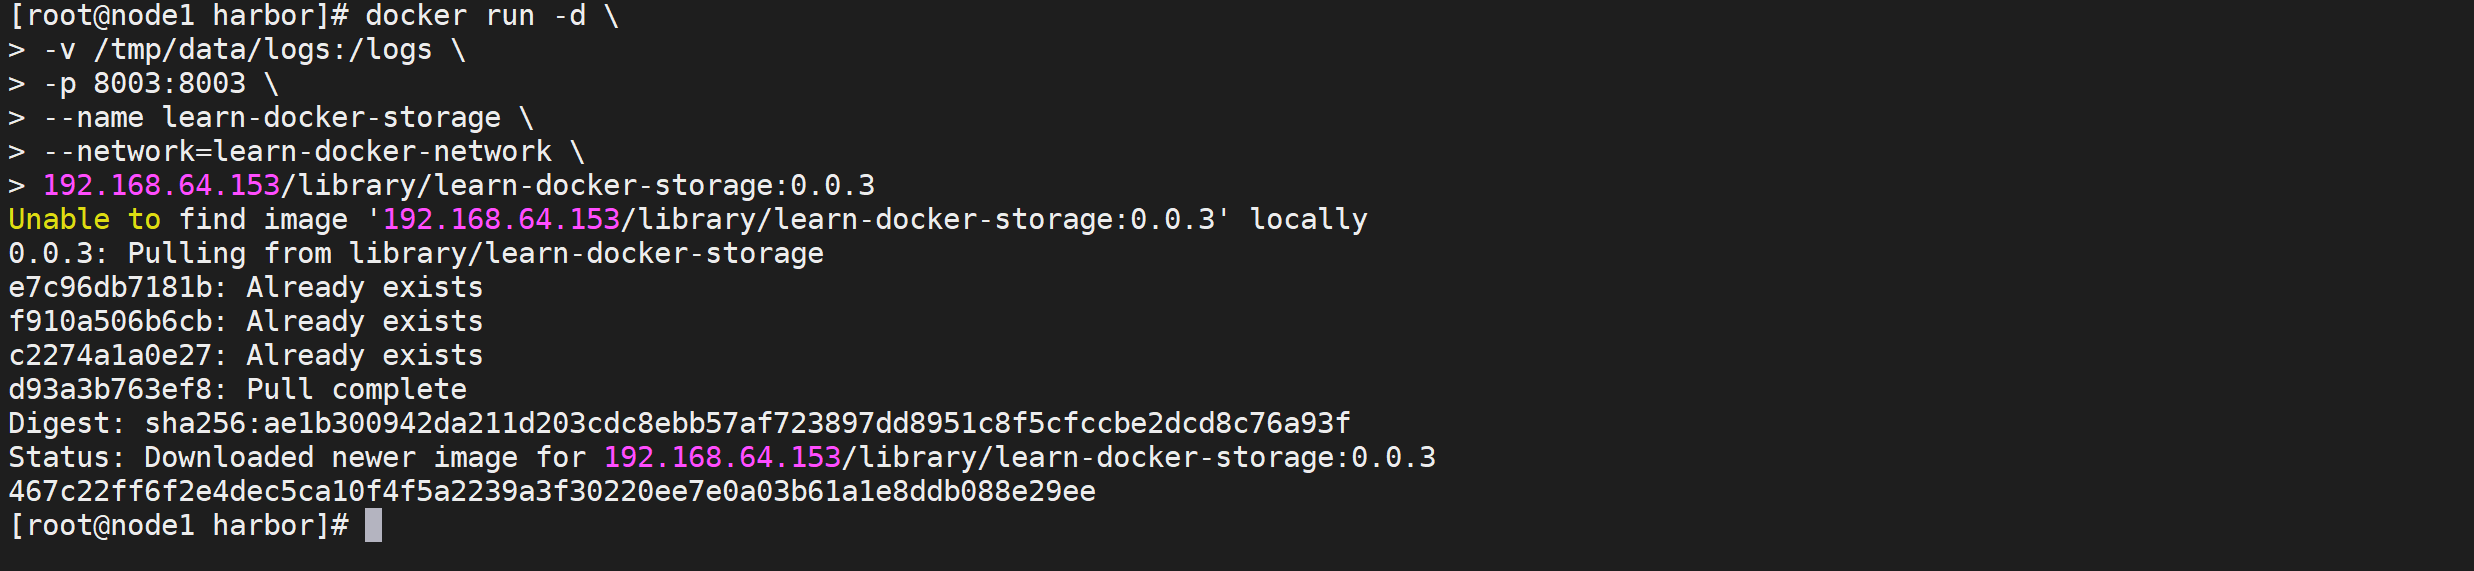 [root@node1 harbor]# docker run -d \
> -v /tmp/data/logs:/logs \
> -p 8003:8003 \
> --name learn-docker-storage \
> --network=learn-docker-network \
> 192.168.64.153/library/learn-docker-storage:0.0.3
Unable to find image '192.168.64.153/library/learn-docker-storage:0.0.3' locally
0.0.3: Pulling from library/learn-docker-storage
e7c96db7181b: Already exists
f910a506b6cb: Already exists
c2274a1a0e27: Already exists
d93a3b763ef8: Pull complete
Digest: sha256:ae1b300942da211d203cdc8ebb57af723897dd8951c8f5cfccbe2dcd8c76a93f
Status: Downloaded newer image for 192.168.64.153/library/learn-docker-storage:0.0.3
467c22ff6f2e4dec5ca10f4f5a2239a3f30220ee7e0a03b61a1e8ddb088e29ee
[root@node1 harbor]#